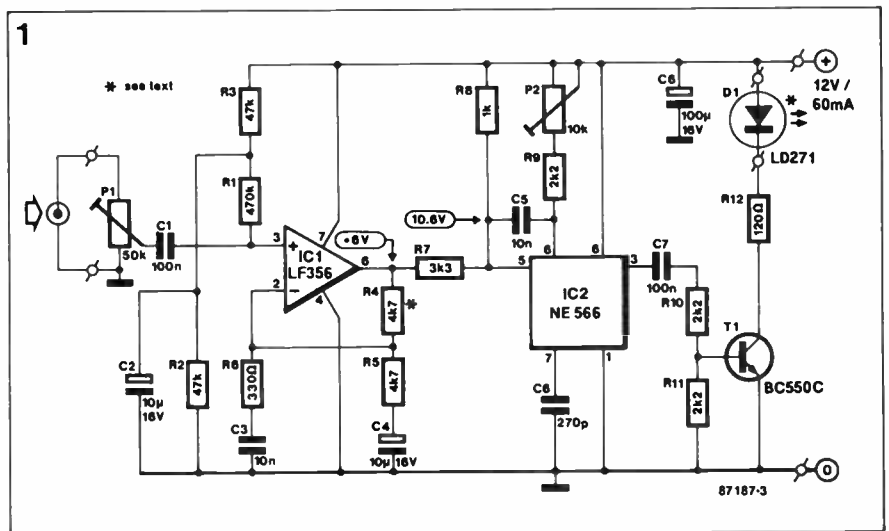 1
* see text
P1
50k
C1
100n
R3
47k
R1
470k
C2
10µ
16V
R2
47k
R6
330Ω
C3
10n
3
+
2
-
7
4
6
IC1
LF356
+6V
R4
4k7
*
R5
4k7
C4
10µ 16V
R7
3k3
10.6V
R8
1k
C5
10n
P2
10k
R9
2k2
5
6
6
3
7
1
IC2
NE 566
C6
270p
C6
100µ
16V
C7
100n
R10
2k2
R11
2k2
T1
BC550C
R12
120Ω
D1
*
LD271
+
12V /
60mA
0
87187-3